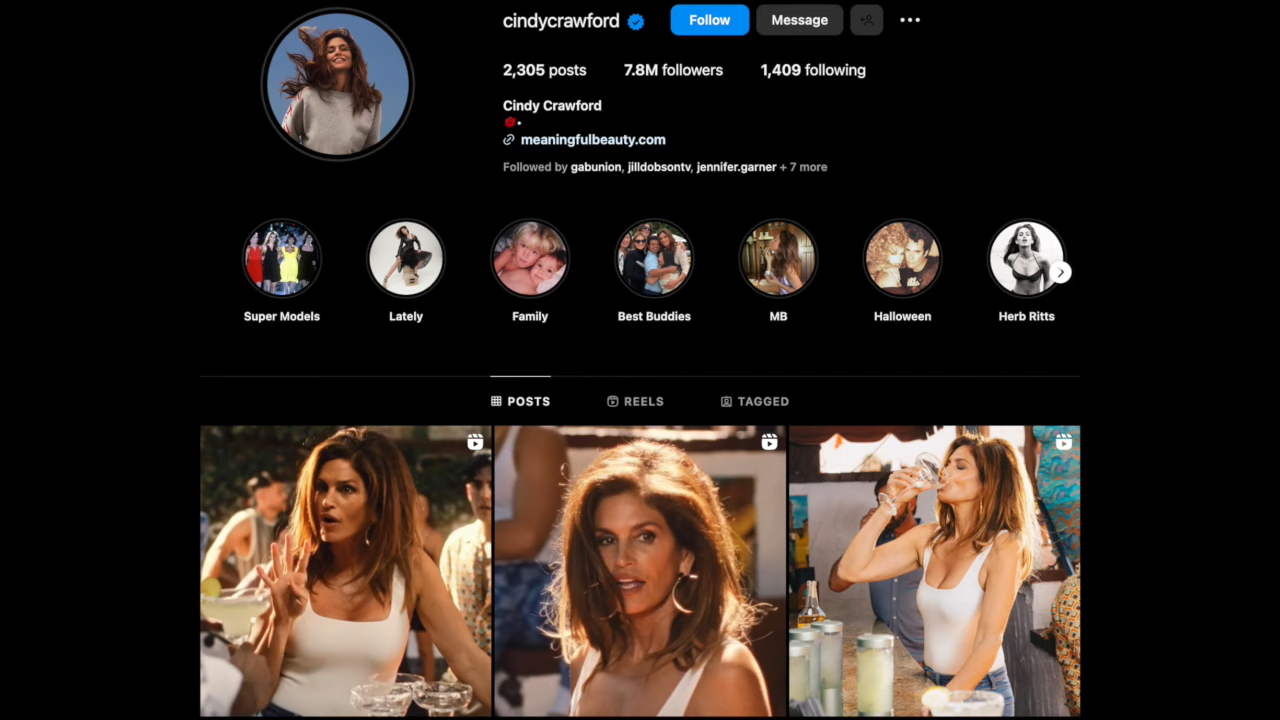 cindycrawford Follow Message
2,305 posts 7.8M followers 1,409 following
Cindy Crawford
meaningfulbeauty.com
Followed by gabunion, jilldobsontv, jennifer.garner + 7 more
Super Models Lately Family Best Buddies MB Halloween Herb Ritts
POSTS REELS TAGGED